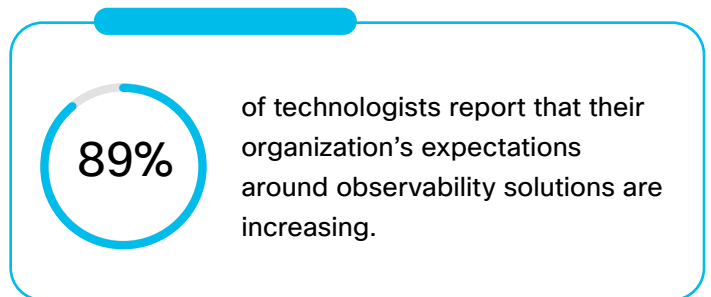 89%
of technologists report that their
organization’s expectations
around observability solutions are
increasing.